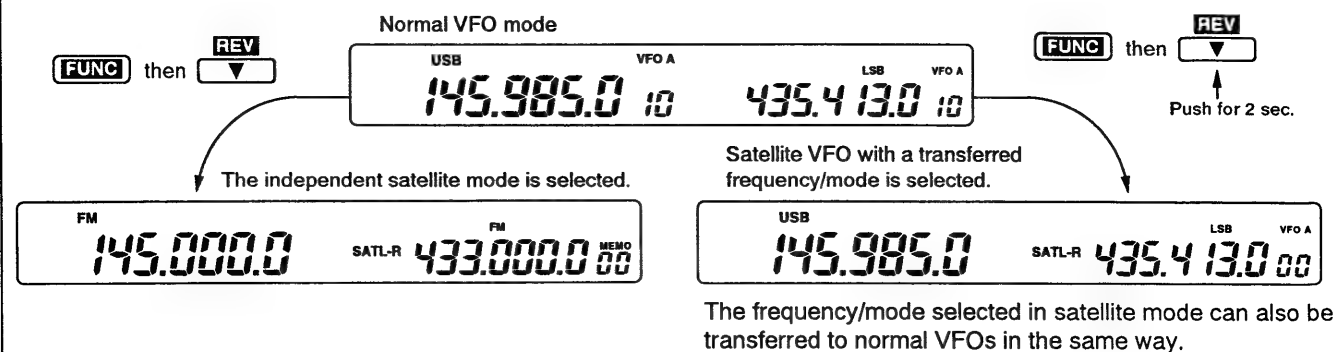 Normal VFO mode
FUNC then REV ▼
USB VFO A LSB VFO A
145.985.0 10 435.413.0 10
FUNC then REV ▼
Push for 2 sec.
The independent satellite mode is selected.
FM FM
145.000.0 SATL-R 433.000.0 MEMO 00
Satellite VFO with a transferred
frequency/mode is selected.
USB LSB VFO A
145.985.0 SATL-R 435.413.0 00
The frequency/mode selected in satellite mode can also be
transferred to normal VFOs in the same way.